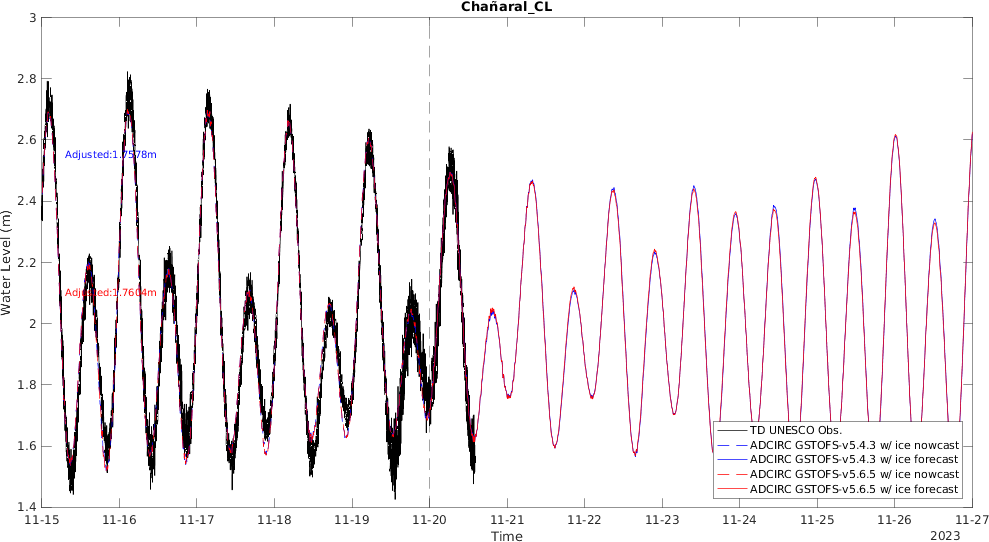 Chañaral_CL
3
2.8
2.6
2.4
2.2
2
1.8
1.6
1.4
Water Level (m)
Adjusted:1.7578m
Adjusted:1.7604m
TD UNESCO Obs.
ADCIRC GSTOFS-v5.4.3 w/ ice nowcast
ADCIRC GSTOFS-v5.4.3 w/ ice forecast
ADCIRC GSTOFS-v5.6.5 w/ ice nowcast
ADCIRC GSTOFS-v5.6.5 w/ ice forecast
11-15 11-16 11-17 11-18 11-19 11-20 11-21 11-22 11-23 11-24 11-25 11-26 11-27
Time
2023